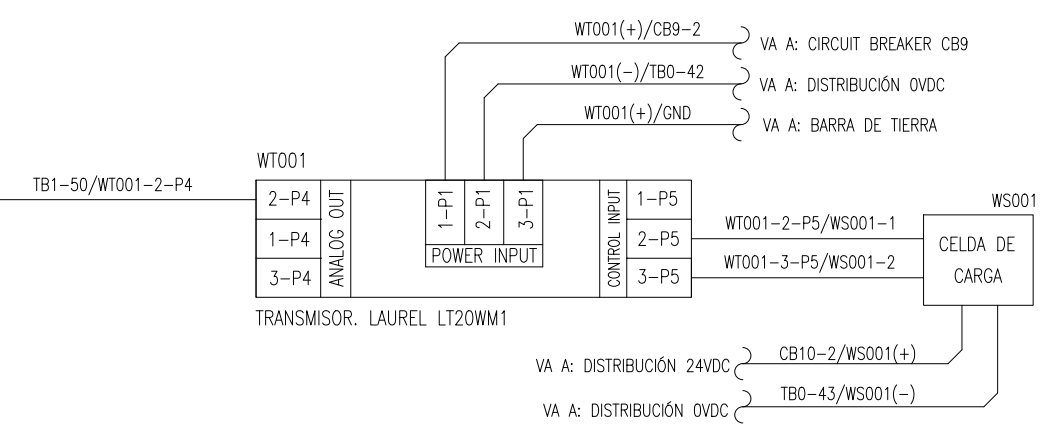 WT001(+)/CB9-2
VA A: CIRCUIT BREAKER CB9
WT001(-)/TB0-42
VA A: DISTRIBUCIÓN 0VDC
WT001(+)/GND
VA A: BARRA DE TIERRA
WT001
TB1-50/WT001-2-P4
2-P4
1-P4
3-P4
ANALOG OUT
1-P1
2-P1
3-P1
POWER INPUT
CONTROL INPUT
1-P5
2-P5
3-P5
WS001
WT001-2-P5/WS001-1
WT001-3-P5/WS001-2
CELDA DE
CARGA
TRANSMISOR. LAUREL LT20WM1
VA A: DISTRIBUCIÓN 24VDC
CB10-2/WS001(+)
VA A: DISTRIBUCIÓN 0VDC
TB0-43/WS001(-)